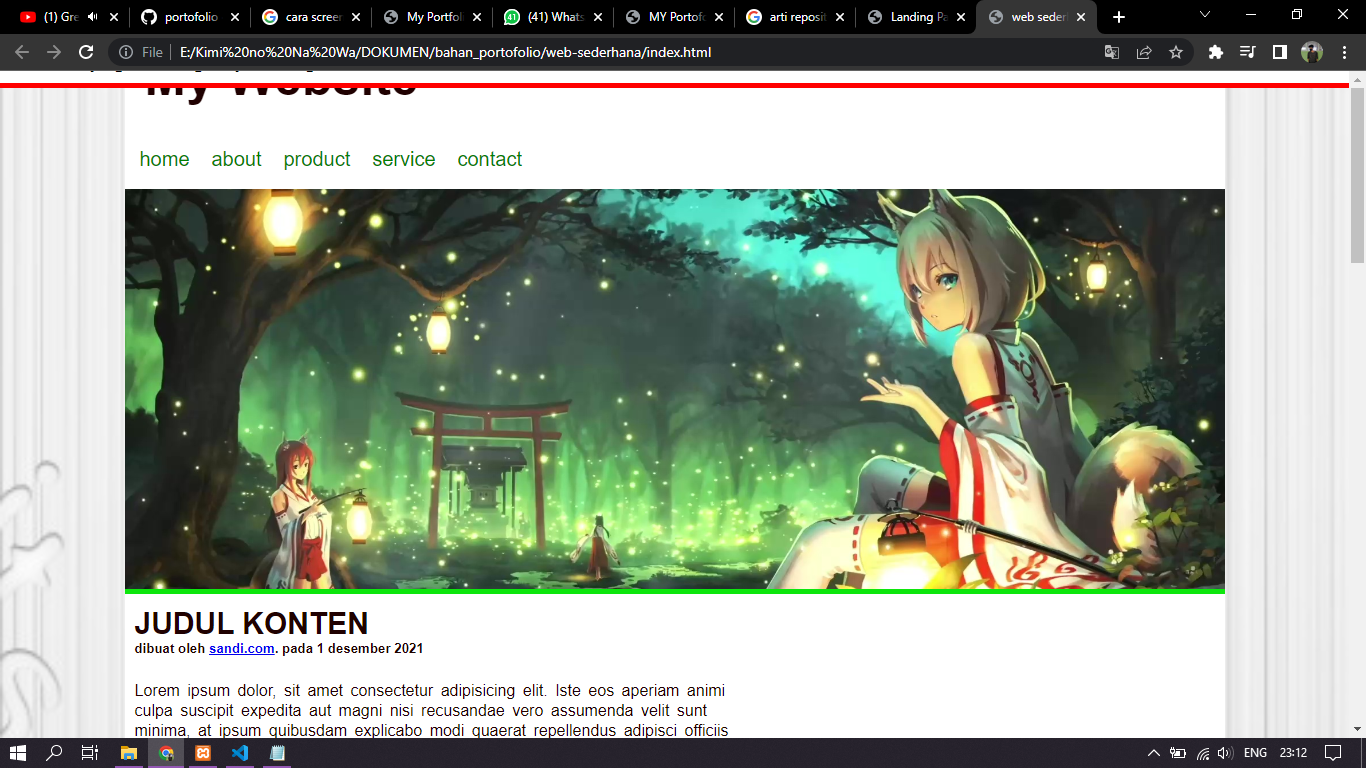 (1) Gre
portofolio
cara screen
My Portfol
(41) Whats
MY Portofo
arti reposit
Landing Pa
web sederh
File
E:/Kimi%20no%20Na%20Wa/DOKUMEN/bahan_portofolio/web-sederhana/index.html
My Website
home about product service contact
JUDUL KONTEN
dibuat oleh sandi.com. pada 1 desember 2021
Lorem ipsum dolor, sit amet consectetur adipisicing elit. Iste eos aperiam animi
culpa suscipit expedita aut magni nisi recusandae vero assumenda velit sunt
minima, at ipsum quibusdam explicabo modi quaerat repellendus adipisci officiis
ENG 23:12